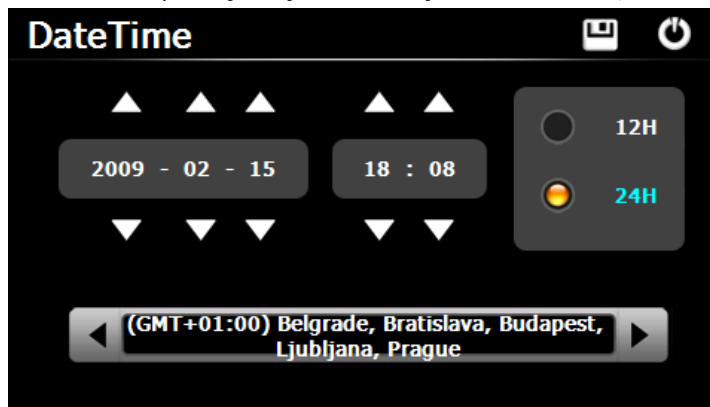 DateTime
12H
2009 - 02 - 15
18 : 08
24H
(GMT+01:00) Belgrade, Bratislava, Budapest,
Ljubljana, Prague